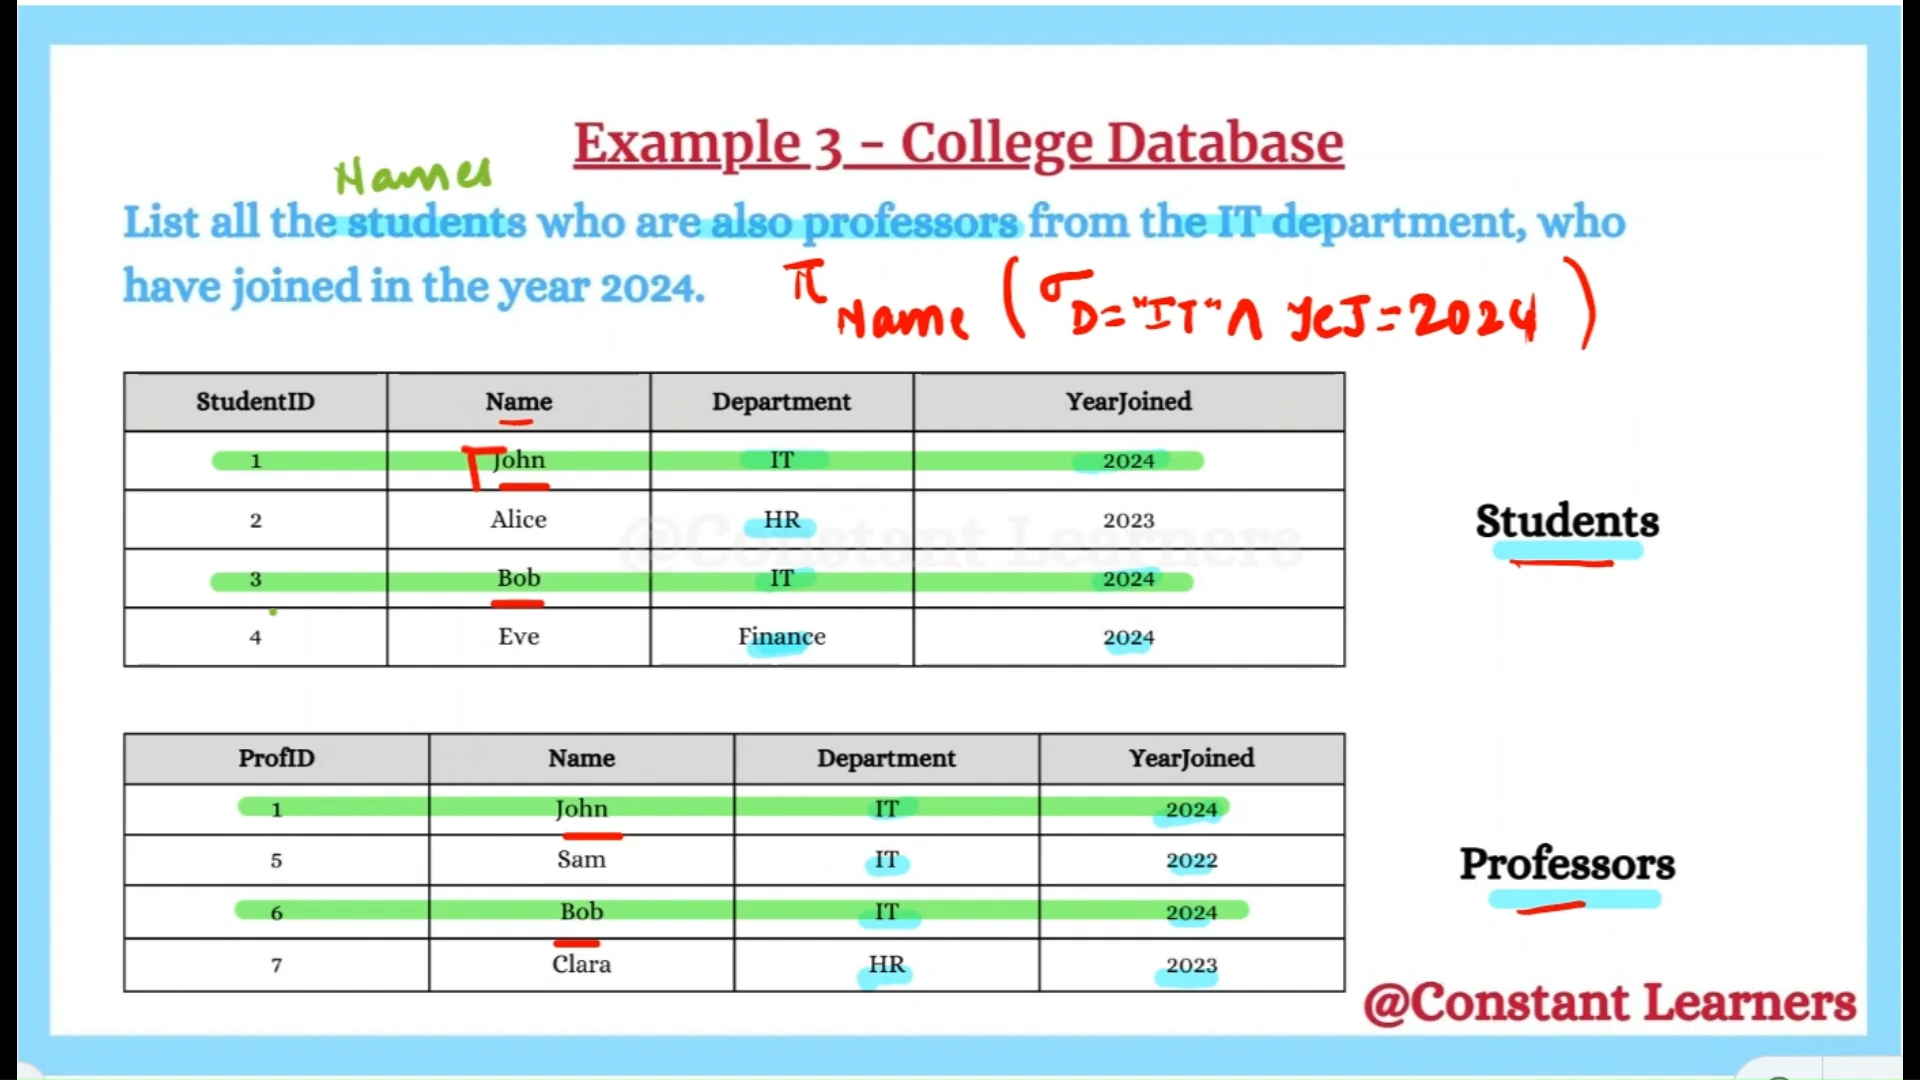 Example 3 - College Database
Names
List all the students who are also professors from the IT department, who
have joined in the year 2024.
π Name ( σ D="IT" ∧ YeJ=2024 )
StudentID Name Department YearJoined
1 John IT 2024
2 Alice HR 2023
3 Bob IT 2024
4 Eve Finance 2024
Students
@Constant Learners
ProfID Name Department YearJoined
1 John IT 2024
5 Sam IT 2022
6 Bob IT 2024
7 Clara HR 2023
Professors
@Constant Learners